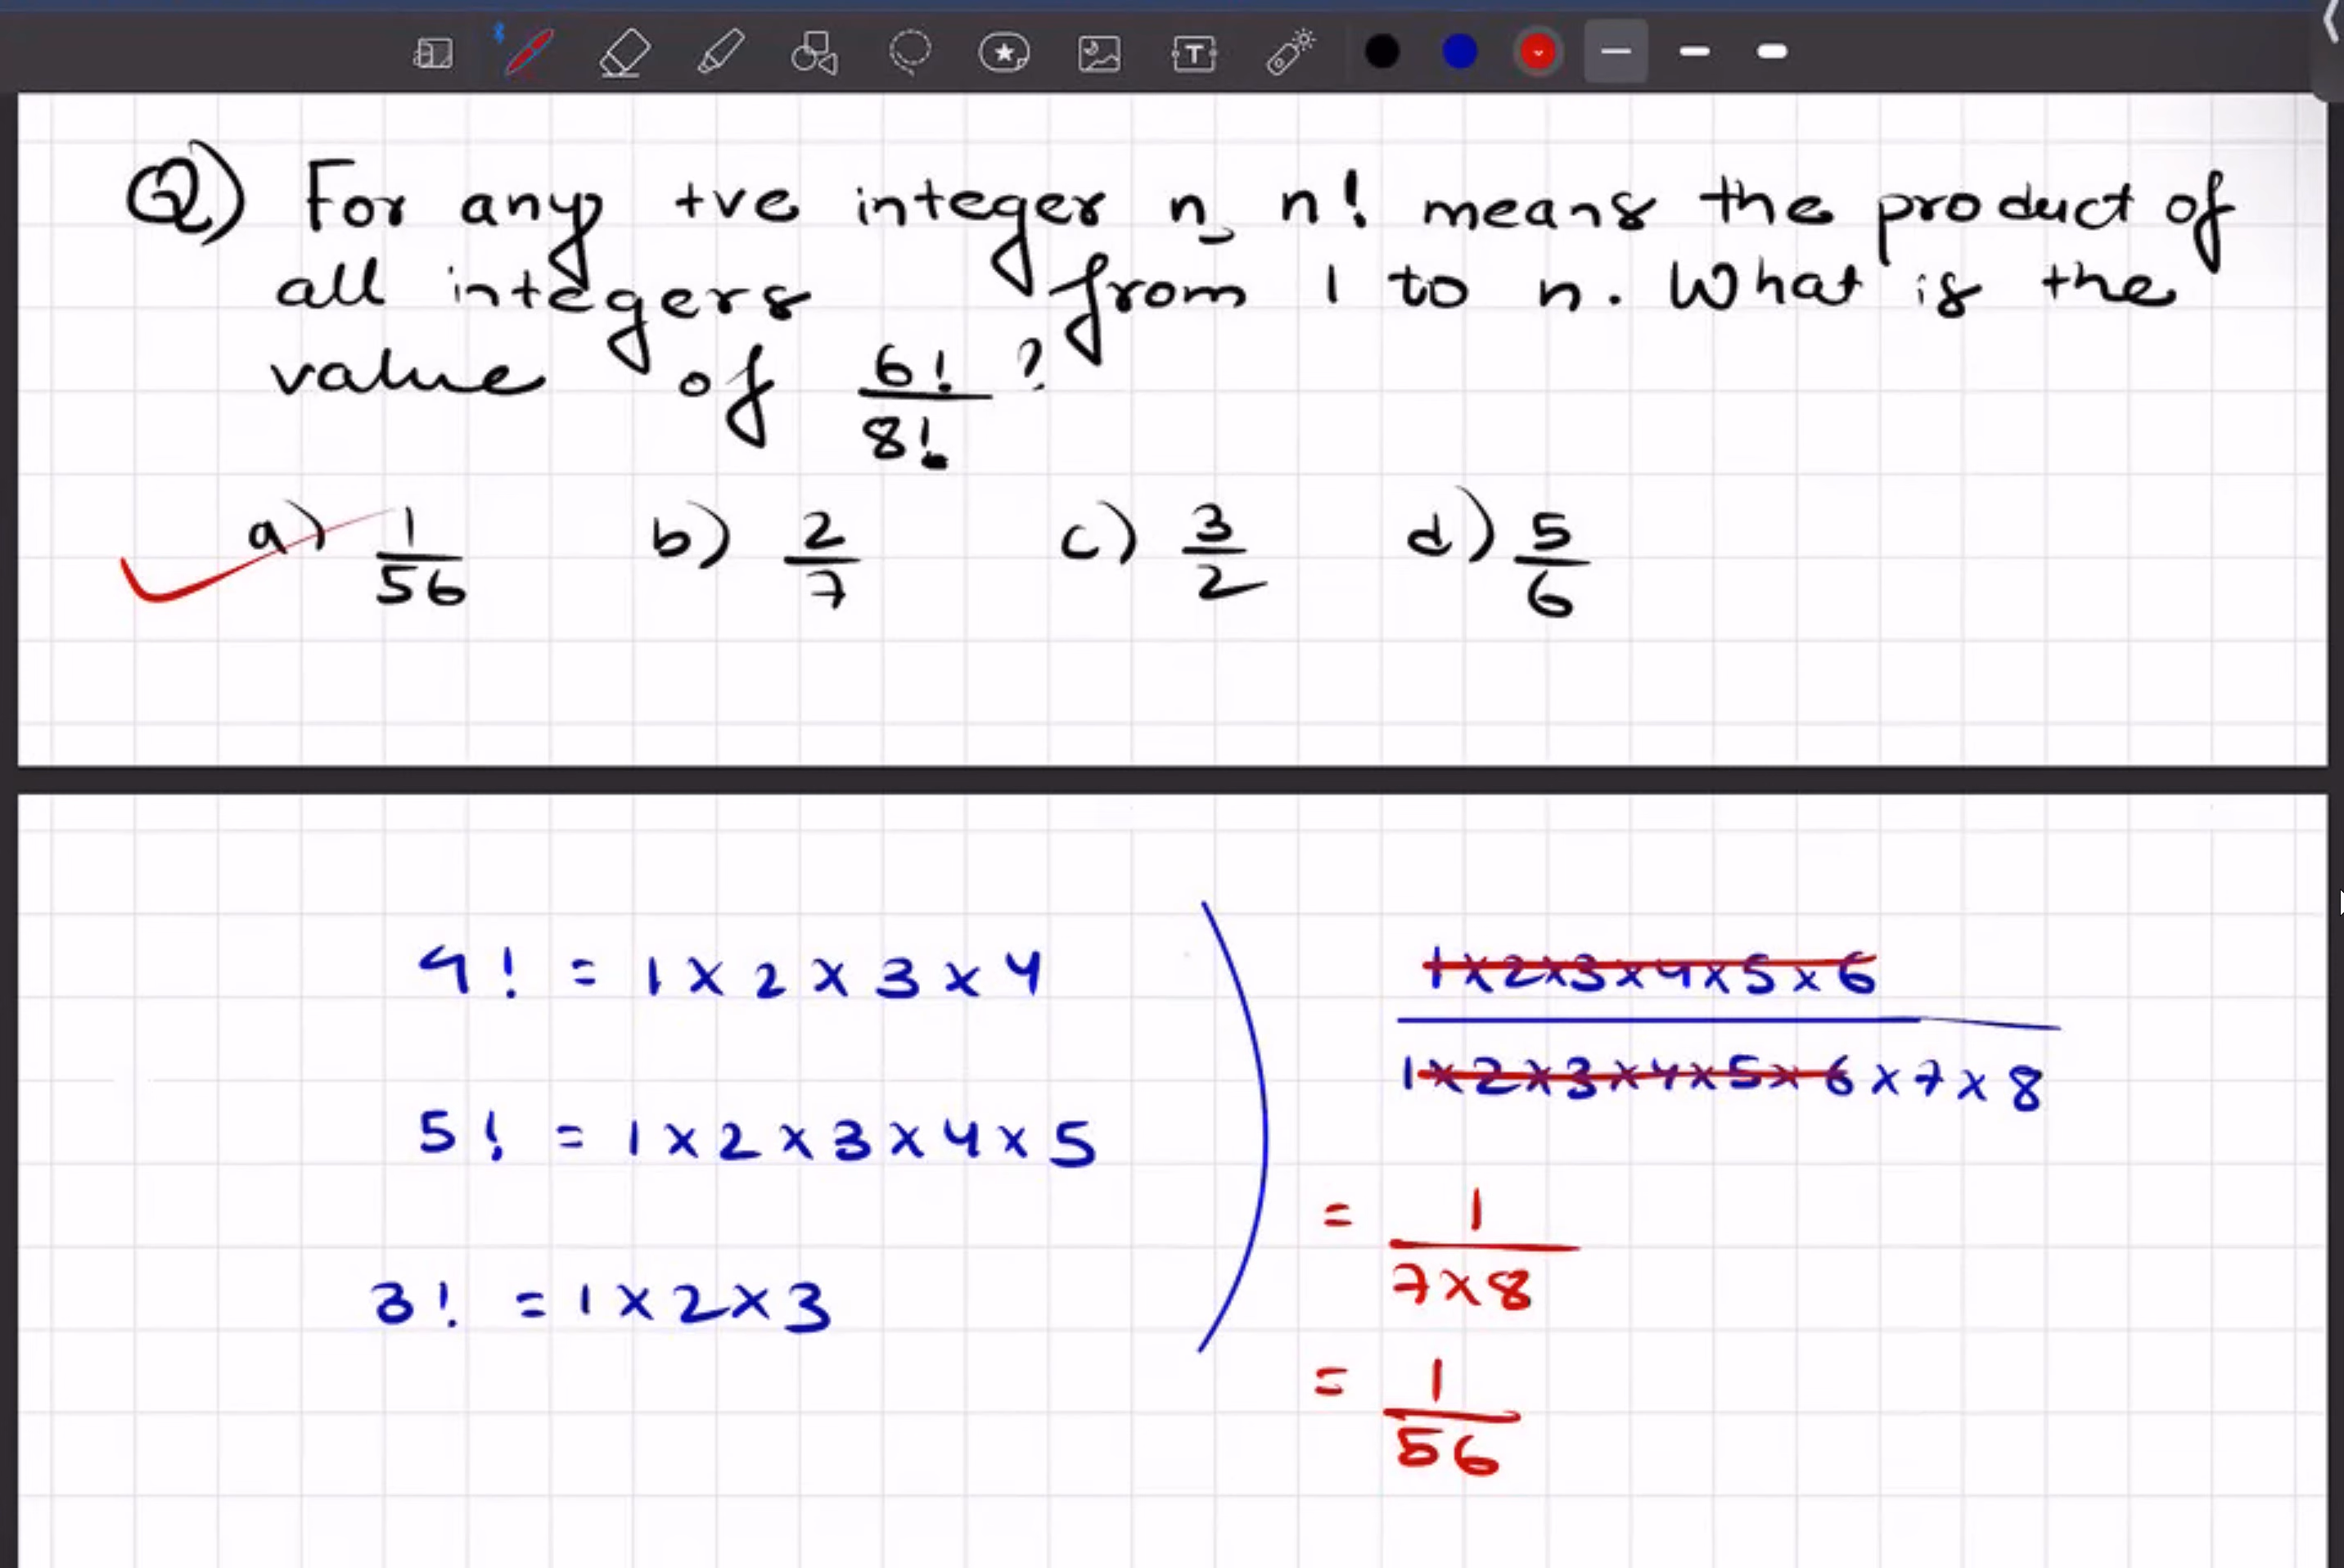 Q) For any +ve integer n, n! means the product of
all integers from 1 to n. What is the
value of 6!/8! ?
a) 1/56 b) 2/7 c) 3/2 d) 5/6
4! = 1 x 2 x 3 x 4
5! = 1 x 2 x 3 x 4 x 5
3! = 1 x 2 x 3
1 x 2 x 3 x 4 x 5 x 6
1 x 2 x 3 x 4 x 5 x 6 x 7 x 8
= 1/7 x 8
= 1/56